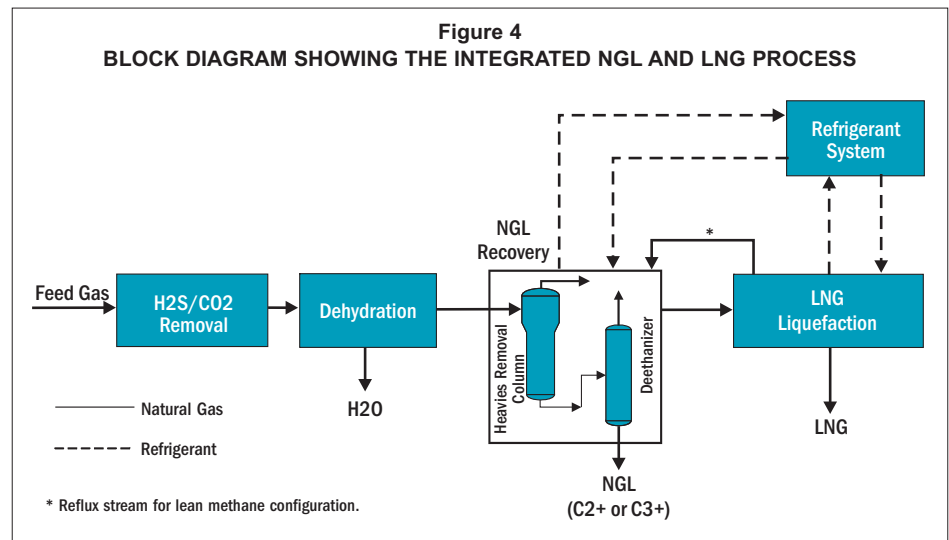 Figure 4
BLOCK DIAGRAM SHOWING THE INTEGRATED NGL AND LNG PROCESS
Refrigerant
System
NGL
Recovery
*
Feed Gas
H2S/CO2
Removal
Dehydration
Heavies Removal
Column
Deethanizer
LNG
Liquefaction
H2O
LNG
NGL
(C2+ or C3+)
Natural Gas
Refrigerant
* Reflux stream for lean methane configuration.